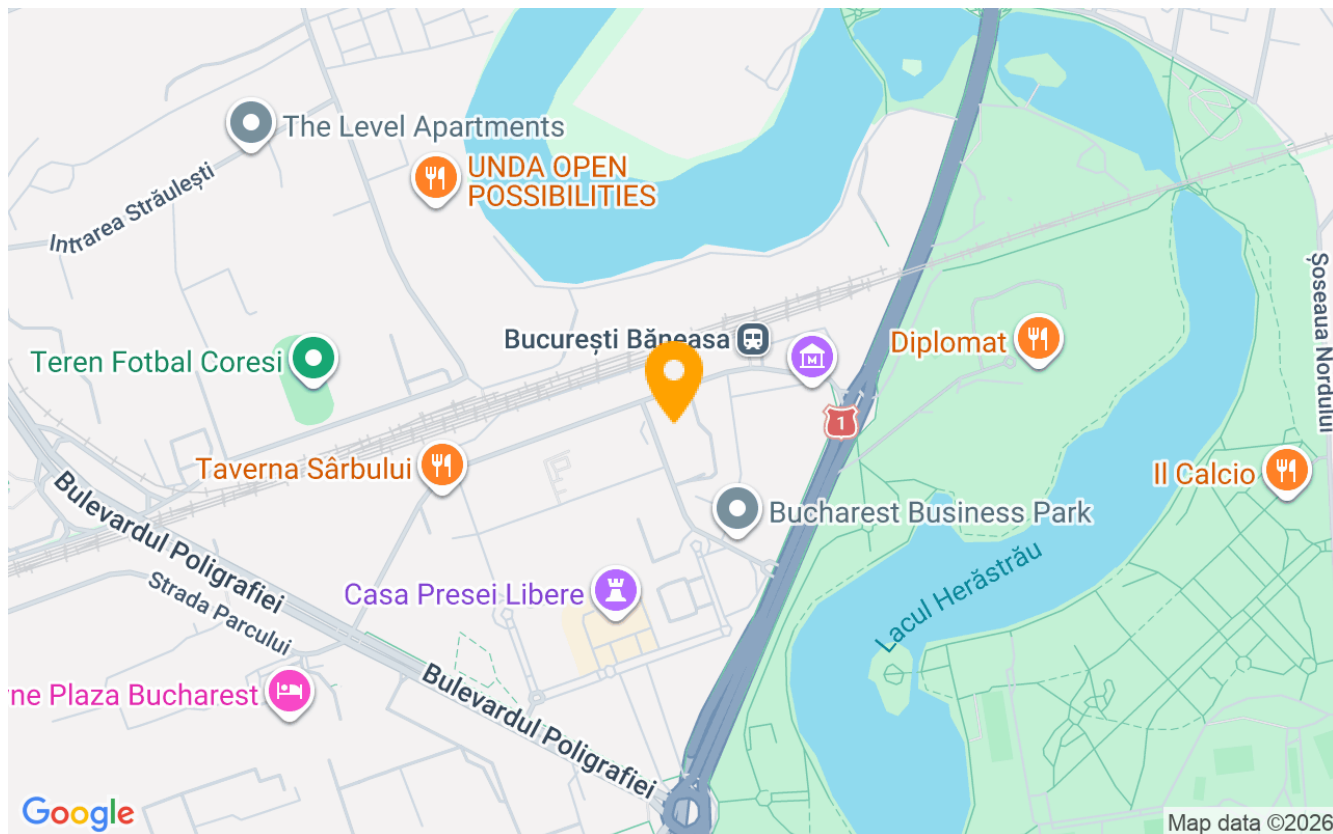 The Level Apartments
UNDA OPEN
POSSIBILITIES
Intrarea Străulești
București Băneasa
M
Diplomat
Șoseaua Nordului
Teren Fotbal Coresi
1
Taverna Sârbului
Il Calcio
Bulevardul Poligrafiei
Bucharest Business Park
Strada Parcului
Casa Presei Libere
Lacul Herăstrău
ne Plaza Bucharest
Bulevardul Poligrafiei
Google
Map data ©2026